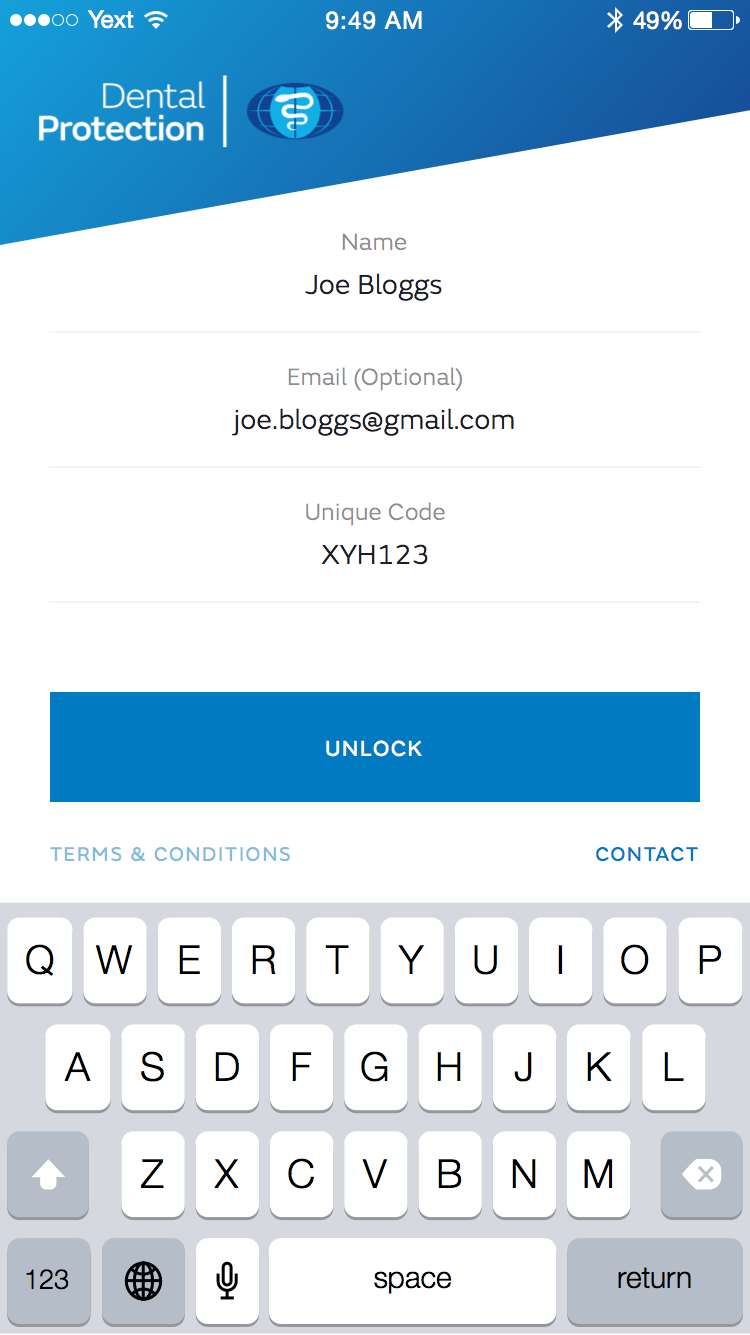 Yext 9:49 AM 49%
Dental
Protection
Name
Joe Bloggs
Email (Optional)
joe.bloggs@gmail.com
Unique Code
XYH123
UNLOCK
TERMS & CONDITIONS CONTACT
Q W E R T Y U I O P
A S D F G H J K L
Z X C V B N M
123 space return